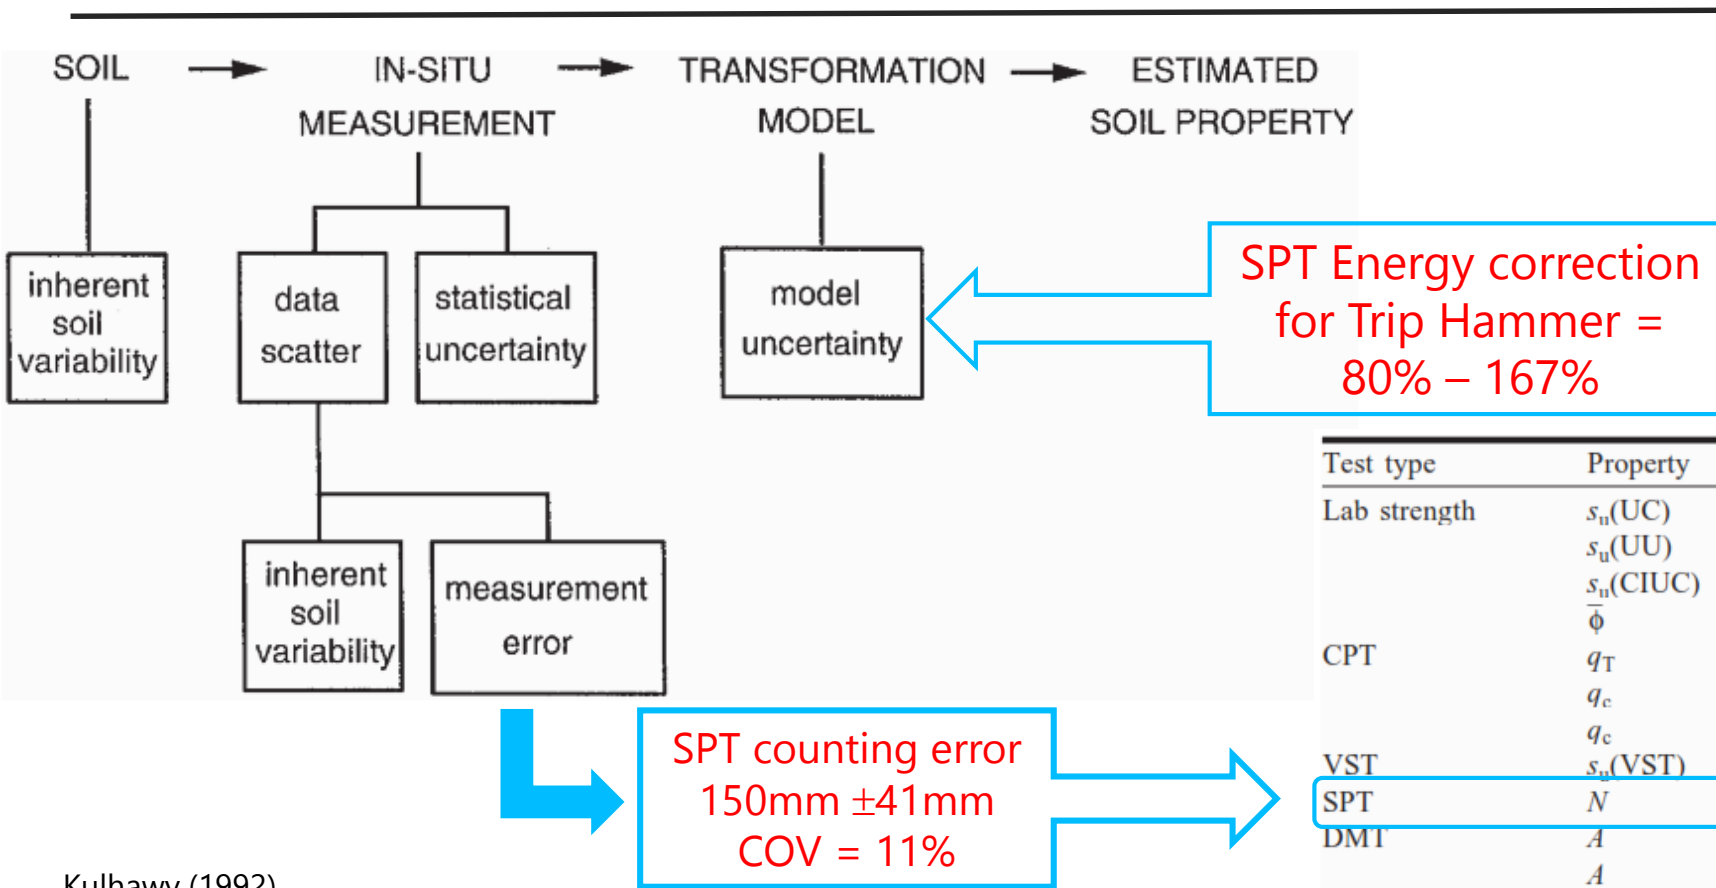 SOIL
IN-SITU
MEASUREMENT
TRANSFORMATION
MODEL
ESTIMATED
SOIL PROPERTY
inherent
soil
variability
data
scatter
statistical
uncertainty
model
uncertainty
SPT Energy correction
for Trip Hammer =
80% – 167%
inherent
soil
variability
measurement
error
SPT counting error
150mm ±41mm
COV = 11%
Test type Property
Lab strength sᵤ(UC)
sᵤ(UU)
sᵤ(CIUC)
ϕ̅
CPT q_T
q_c
q_c
VST sᵤ(VST)
SPT N
DMT A
A
Kulhawy (1992)